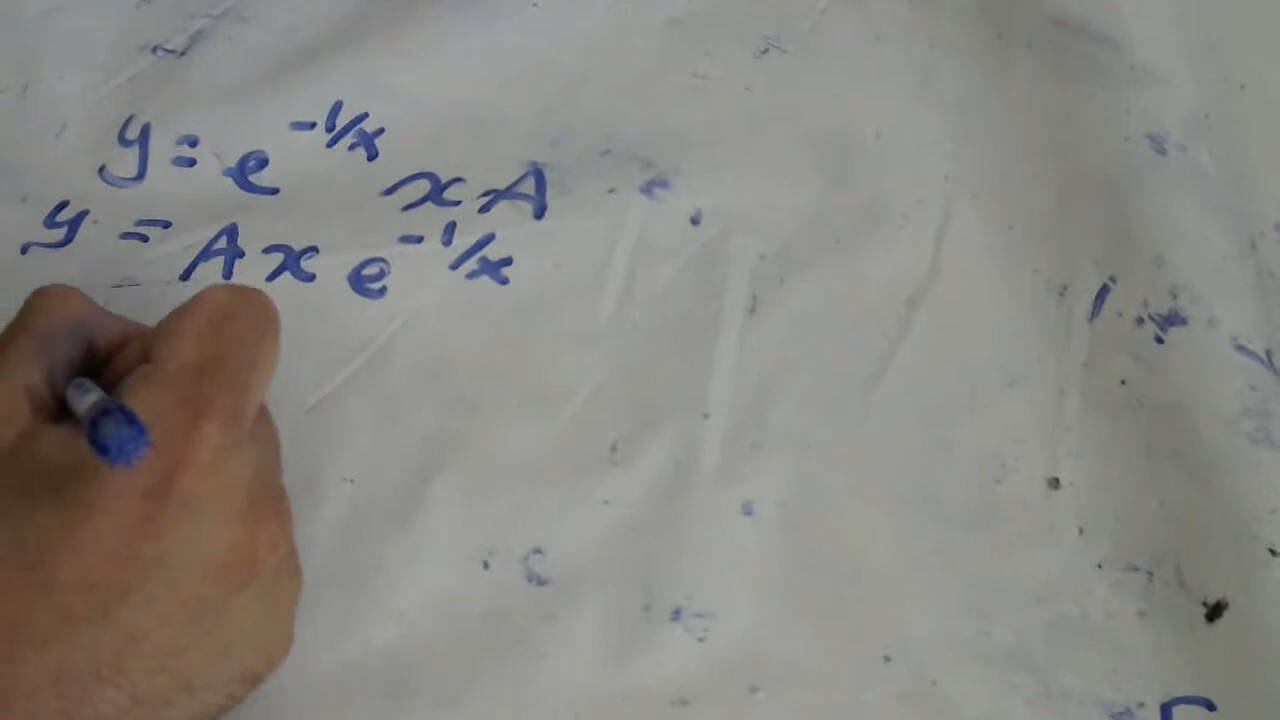 y = e^{-1/x} x A
y = A x e^{-1/x}